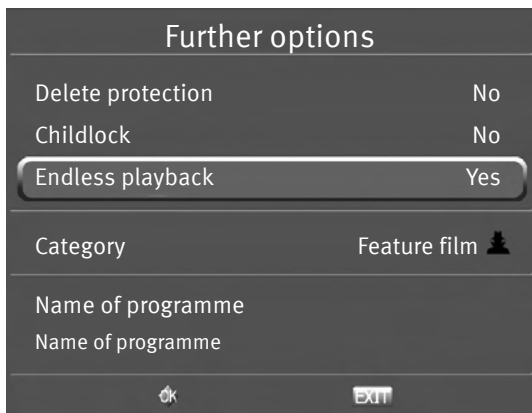 Further options
Delete protection No
Childlock No
Endless playback Yes
Category Feature film
Name of programme
Name of programme
OK EXIT